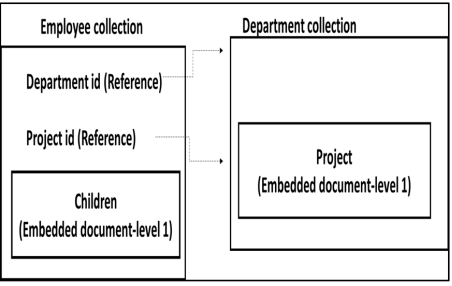 Employee collection
Department id (Reference)
Project id (Reference)
Children
(Embedded document-level 1)
Department collection
Project
(Embedded document-level 1)